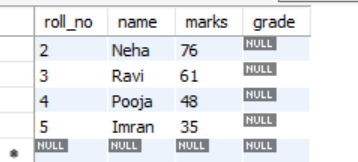 roll_no name marks grade
2 Neha 76 NULL
3 Ravi 61 NULL
4 Pooja 48 NULL
5 Imran 35 NULL
NULL NULL NULL NULL